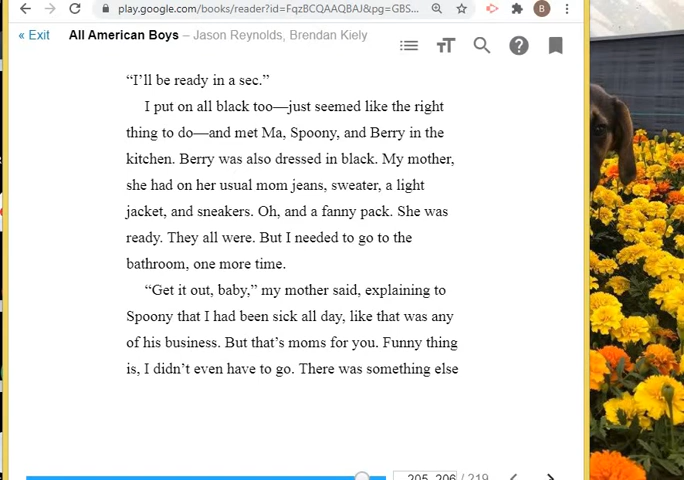 play.google.com/books/reader?id=FqzBCQAAQBAJ&pg=GBS...
B
« Exit All American Boys – Jason Reynolds, Brendan Kiely
“I’ll be ready in a sec.”
I put on all black too—just seemed like the right
thing to do—and met Ma, Spoony, and Berry in the
kitchen. Berry was also dressed in black. My mother,
she had on her usual mom jeans, sweater, a light
jacket, and sneakers. Oh, and a fanny pack. She was
ready. They all were. But I needed to go to the
bathroom, one more time.
“Get it out, baby,” my mother said, explaining to
Spoony that I had been sick all day, like that was any
of his business. But that’s moms for you. Funny thing
is, I didn’t even have to go. There was something else
205, 206 / 219